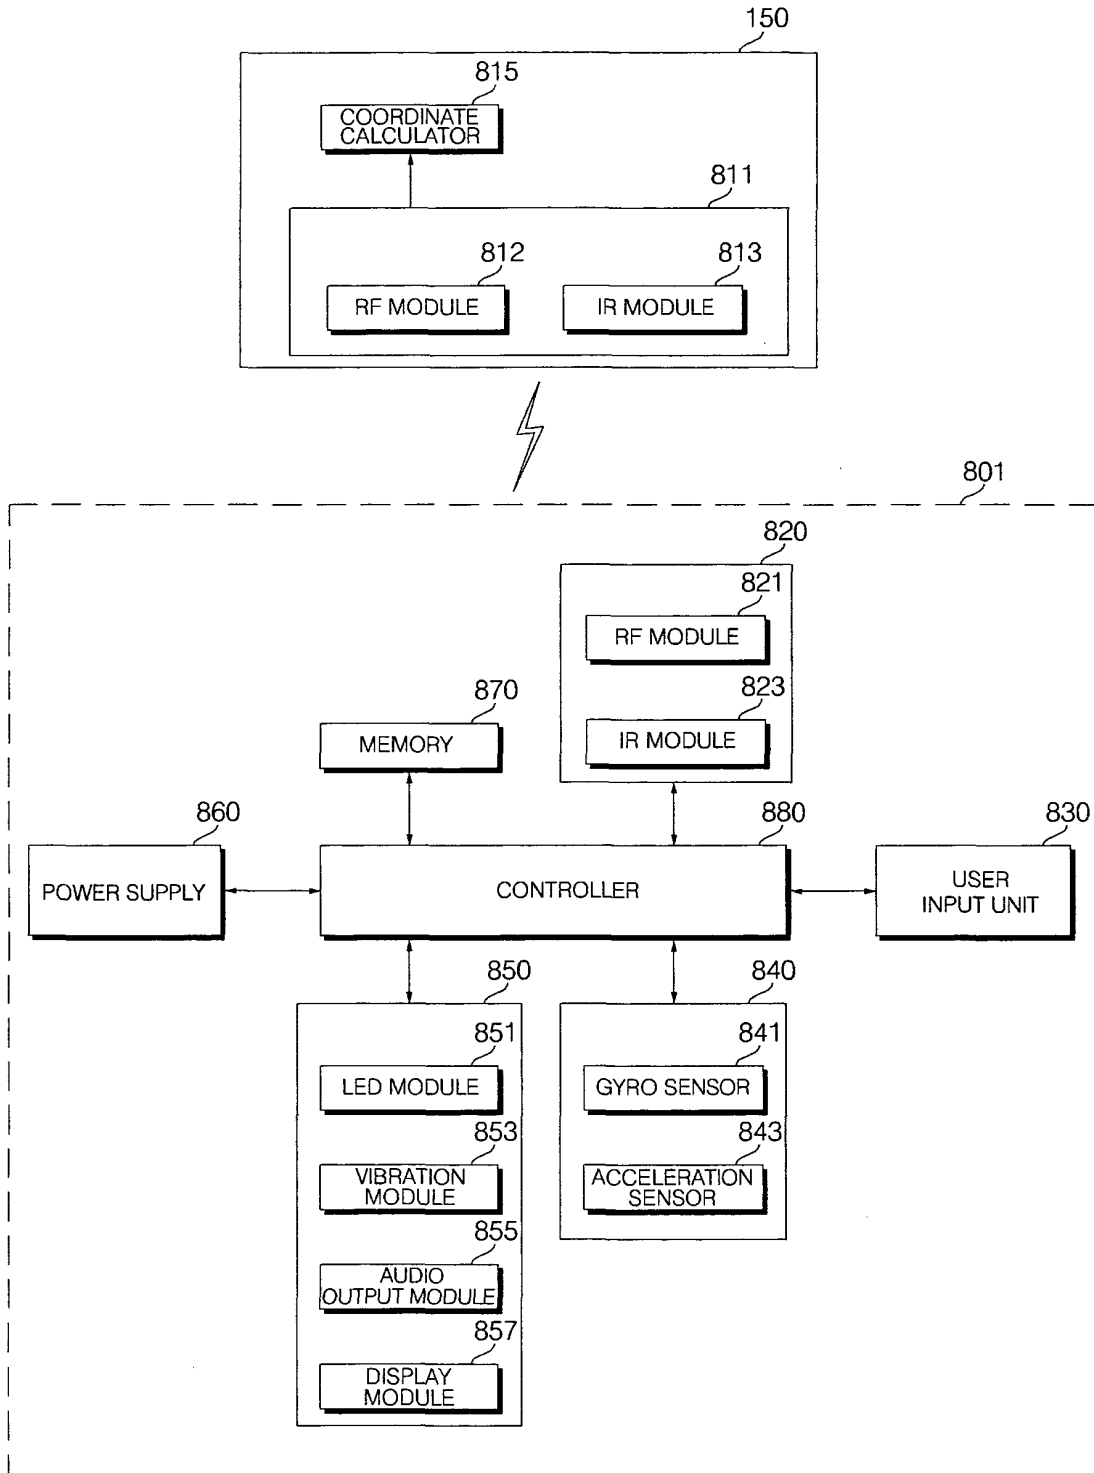 150
815
COORDINATE
CALCULATOR
811
812
813
RF MODULE
IR MODULE
801
820
821
RF MODULE
870
823
MEMORY
IR MODULE
860
880
830
POWER SUPPLY
CONTROLLER
USER
INPUT UNIT
850
840
851
841
LED MODULE
GYRO SENSOR
853
843
VIBRATION
MODULE
ACCELERATION
SENSOR
855
AUDIO
OUTPUT MODULE
857
DISPLAY
MODULE